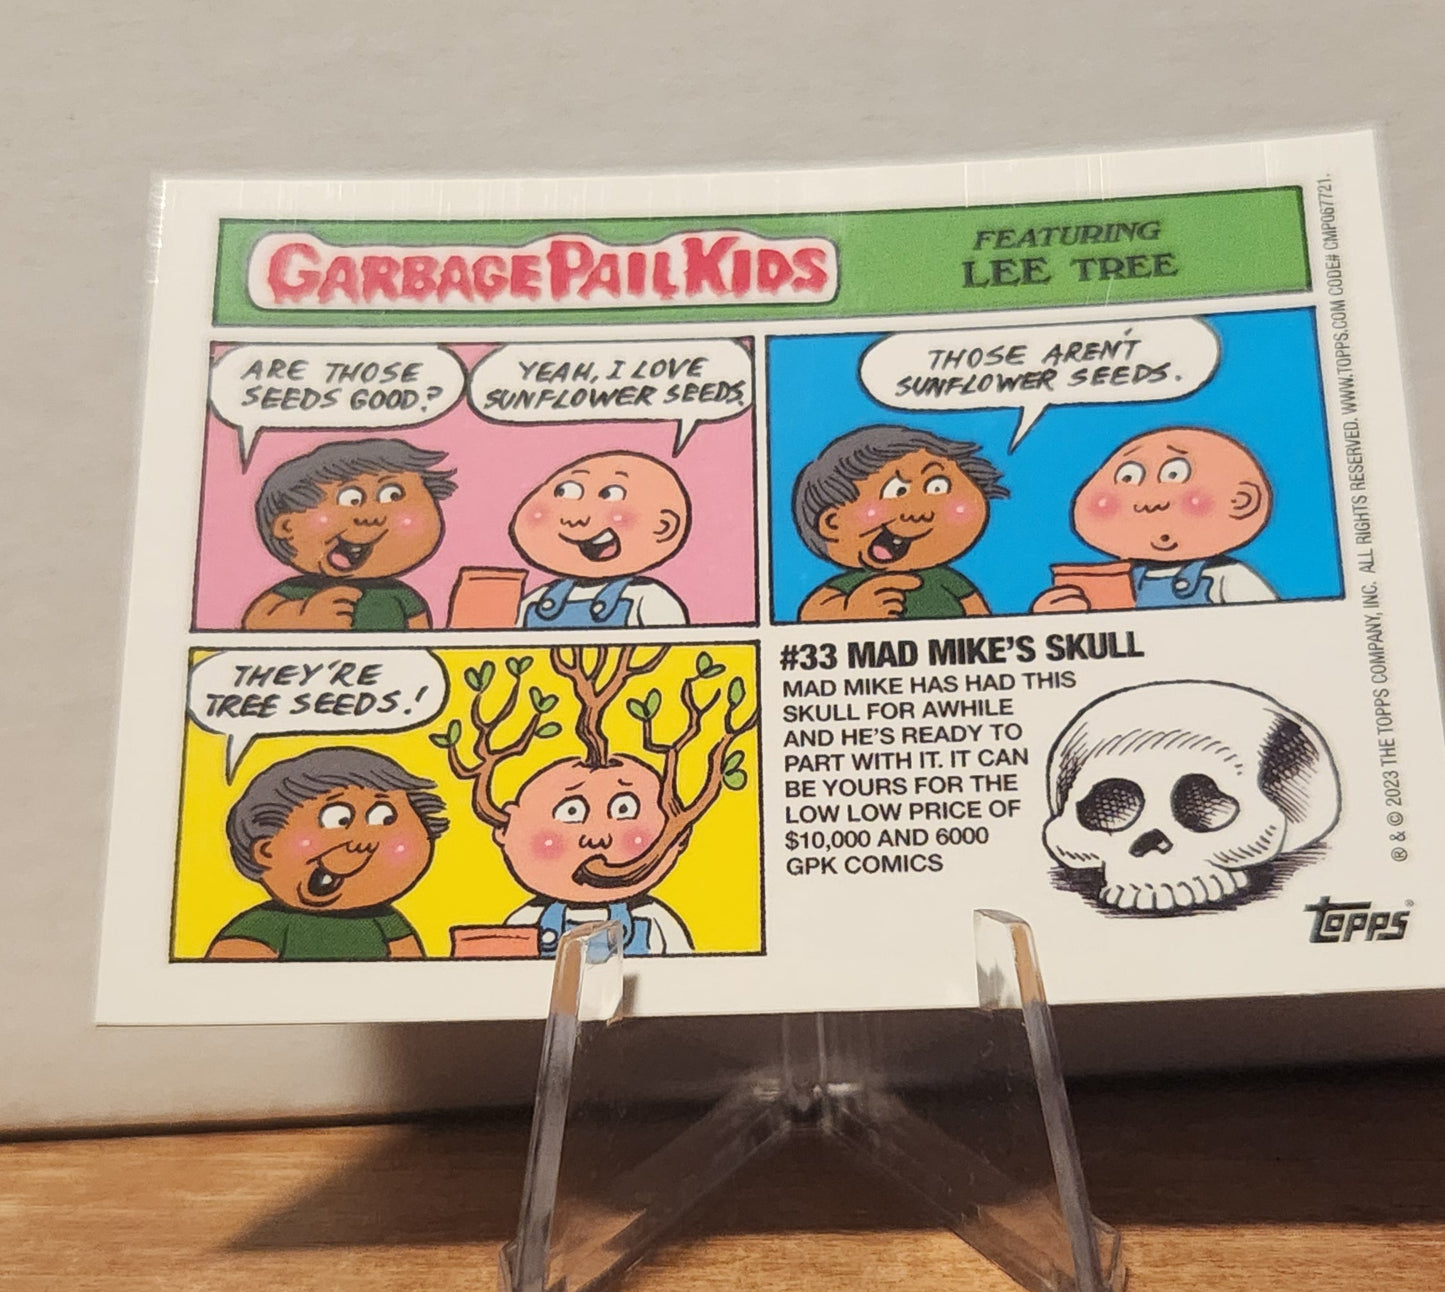 GARBAGE PAIL KIDS
FEATURING
LEE TREE
ARE THOSE
SEEDS GOOD?
YEAH, I LOVE
SUNFLOWER SEEDS.
THOSE AREN'T
SUNFLOWER SEEDS.
THEY'RE
TREE SEEDS!
#33 MAD MIKE'S SKULL
MAD MIKE HAS HAD THIS
SKULL FOR AWHILE
AND HE'S READY TO
PART WITH IT. IT CAN
BE YOURS FOR THE
LOW LOW PRICE OF
$10,000 AND 6000
GPK COMICS
® & © 2023 THE TOPPS COMPANY, INC. ALL RIGHTS RESERVED. WWW.TOPPS.COM CODE# CMP067721.
topps®